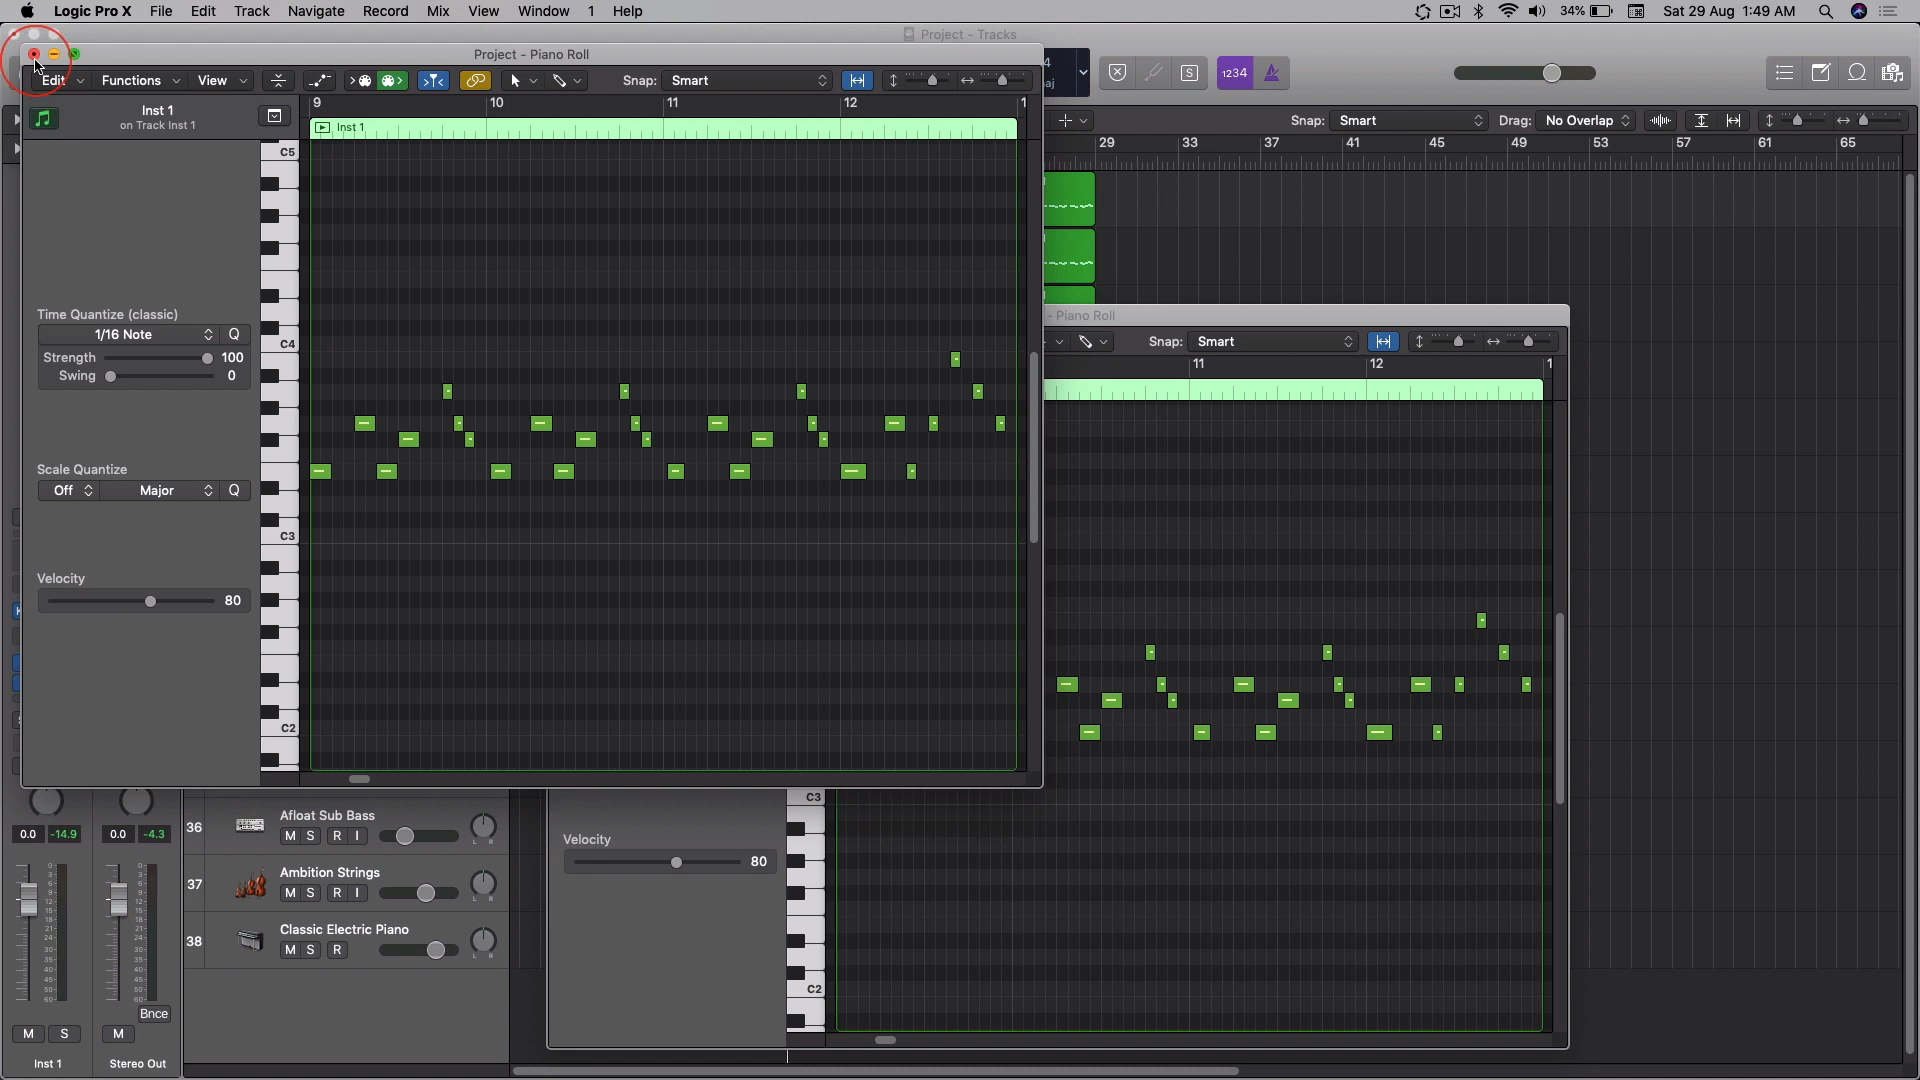 Logic Pro X File Edit Track Navigate Record Mix View Window 1 Help
34% Sat 29 Aug 1:49 AM
Project - Tracks
Project - Piano Roll
Edit Functions View Snap: Smart
1234
Inst 1
on Track Inst 1
9 10 11 12 1
Inst 1
Snap: Smart Drag: No Overlap
29 33 37 41 45 49 53 57 61 65
C5
Time Quantize (classic)
1/16 Note Q
Strength 100
Swing 0
C4
- Piano Roll
Snap: Smart
11 12 1
Scale Quantize
Off Major Q
C3
Velocity
80
C2
C3
Velocity
80
C2
0.0 -14.9 0.0 -4.3
36 Afloat Sub Bass
M S R I
L R
37 Ambition Strings
M S R I
L R
38 Classic Electric Piano
M S R
L R
Bnce
M S M
Inst 1 Stereo Out